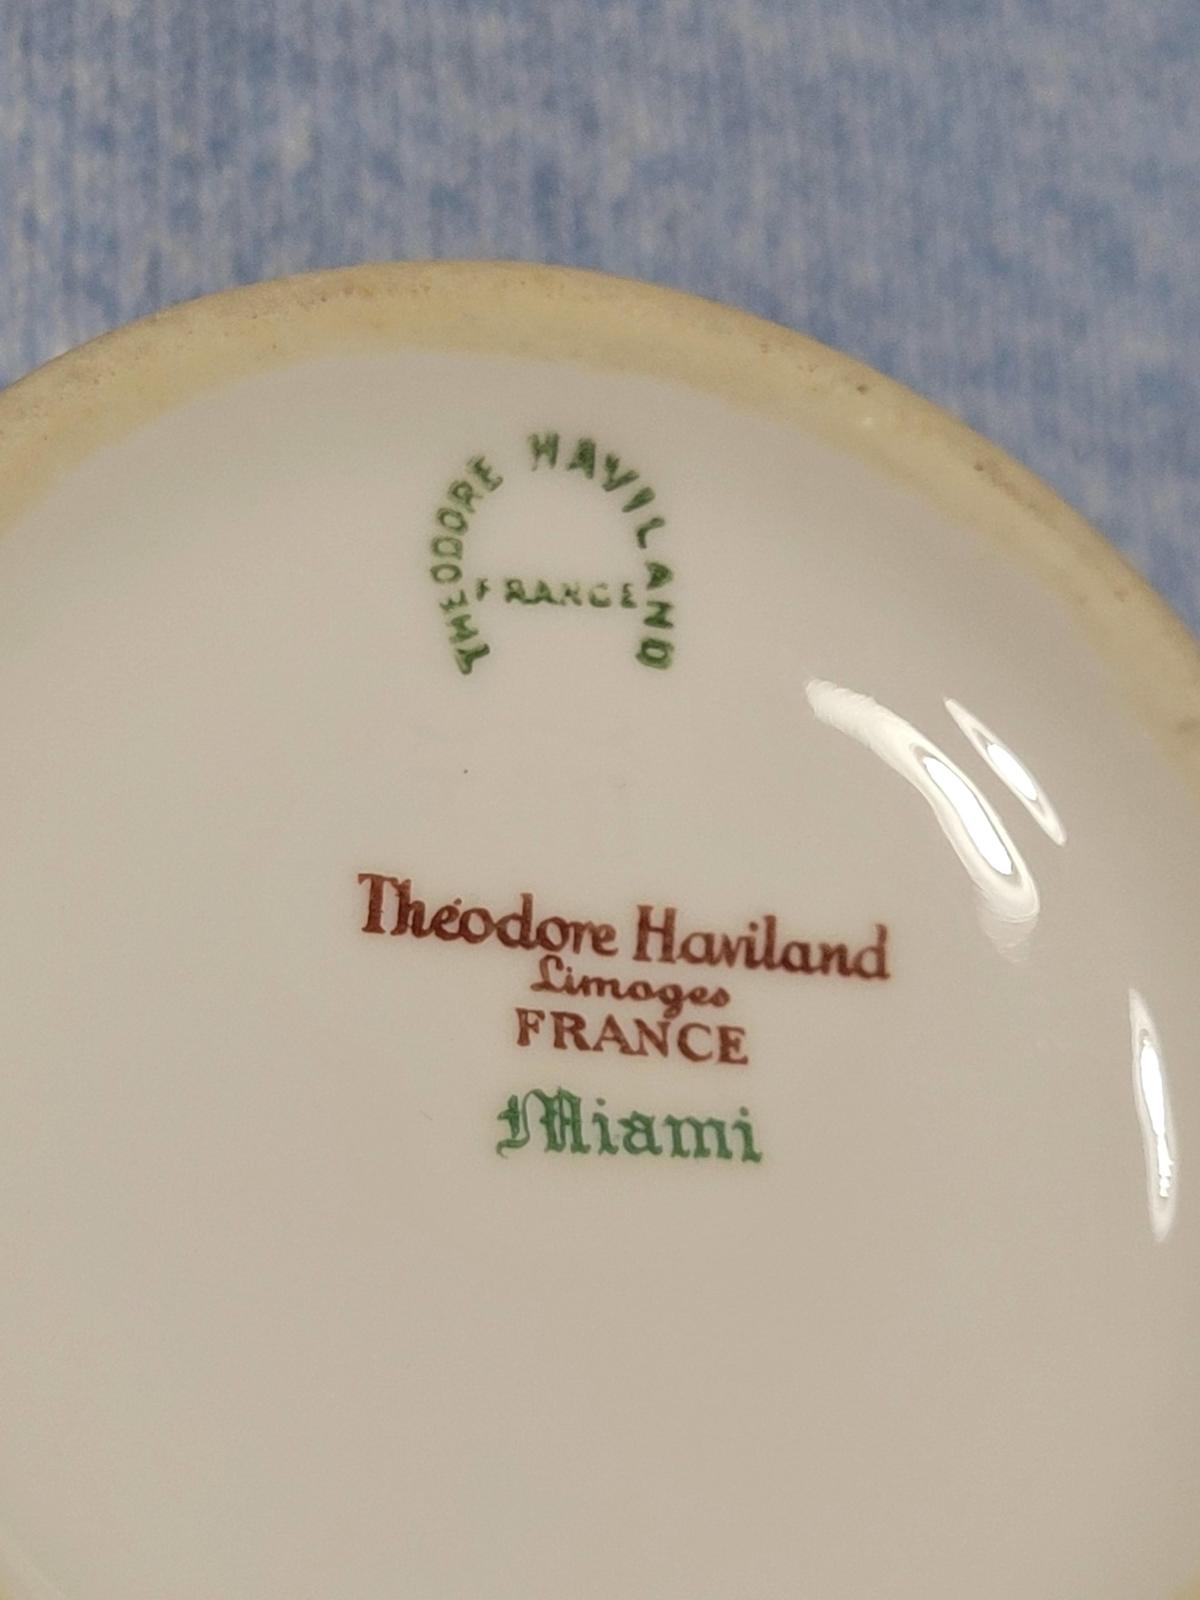 THEODORE HAVILAND
FRANCE
Théodore Haviland
Limoges
FRANCE
Miami